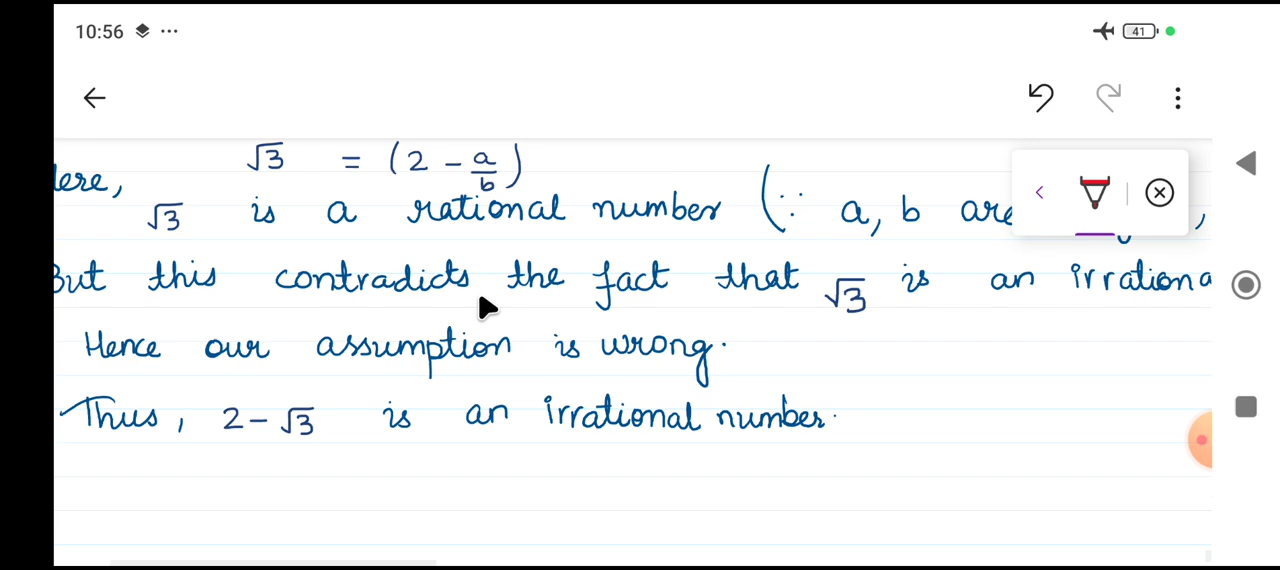 10:56 ...
41
√3 = (2 - a/b)
Here,
√3 is a rational number (∵ a, b are
But this contradicts the fact that √3 is an irrationa
Hence our assumption is wrong.
Thus, 2 - √3 is an irrational number.